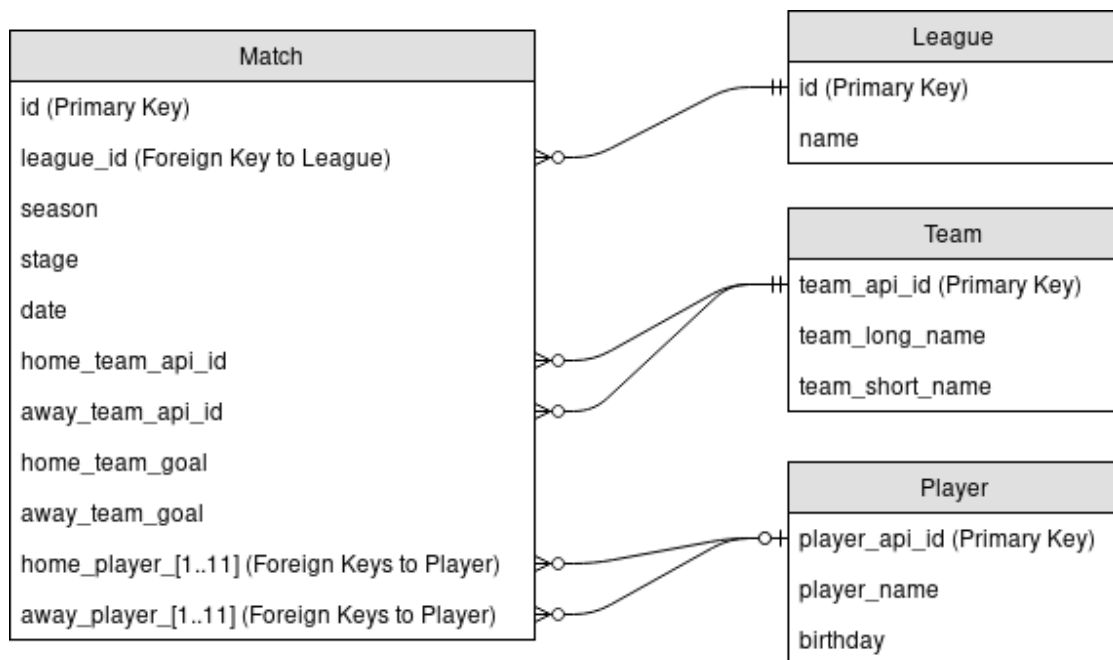 Match
id (Primary Key)
league_id (Foreign Key to League)
season
stage
date
home_team_api_id
away_team_api_id
home_team_goal
away_team_goal
home_player_[1..11] (Foreign Keys to Player)
away_player_[1..11] (Foreign Keys to Player)
League
id (Primary Key)
name
Team
team_api_id (Primary Key)
team_long_name
team_short_name
Player
player_api_id (Primary Key)
player_name
birthday